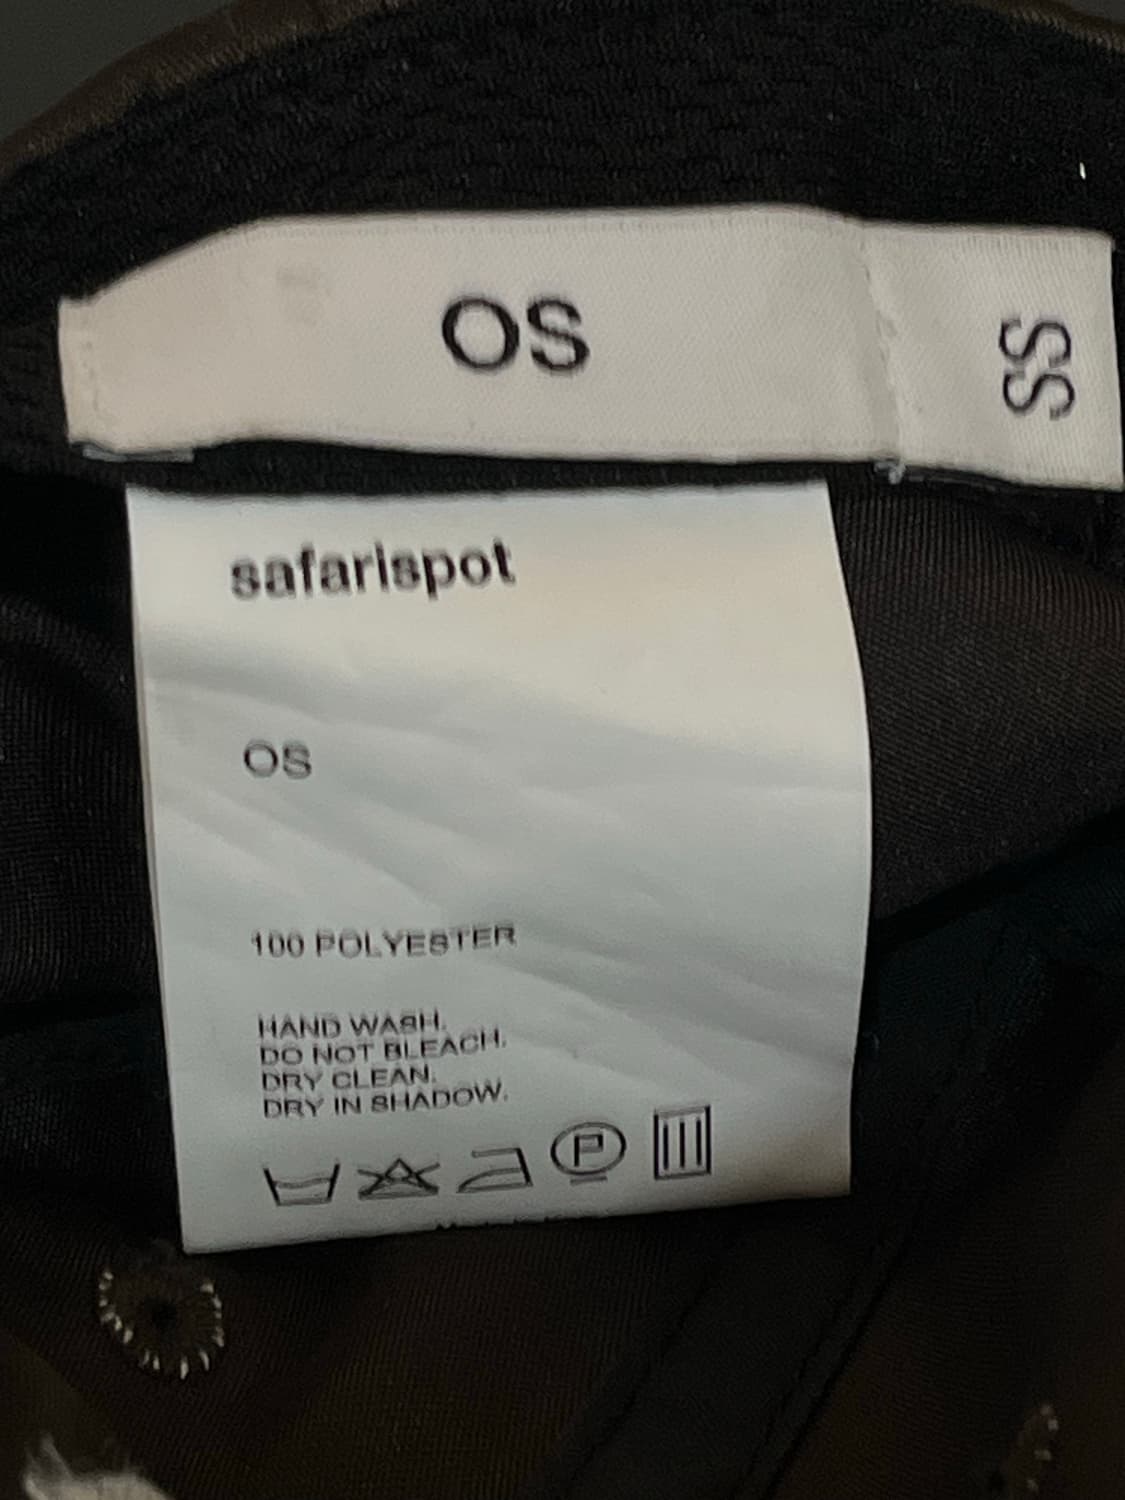 OS
SS
safarispot
OS
100 POLYESTER
HAND WASH.
DO NOT BLEACH.
DRY CLEAN.
DRY IN SHADOW.
P